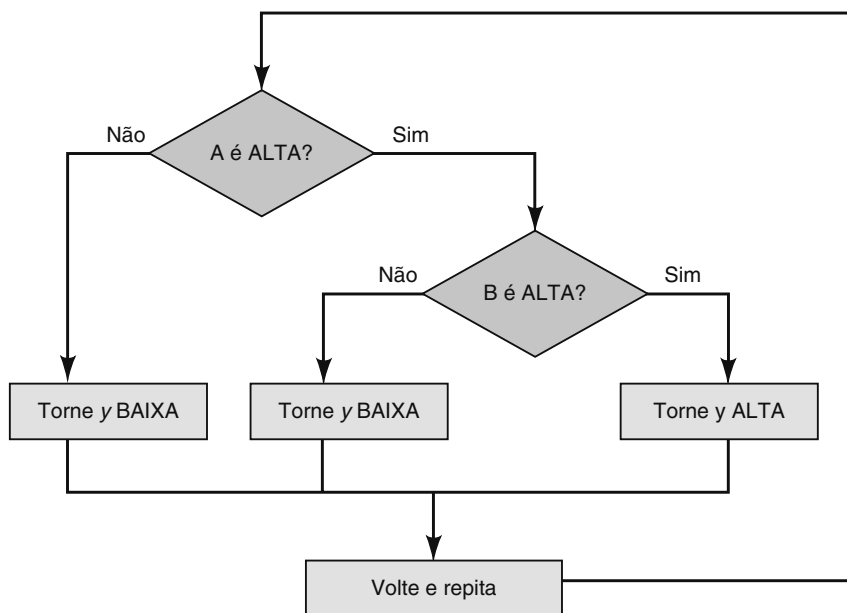 Não
Sim
A é ALTA?
Não
Sim
B é ALTA?
Torne y BAIXA
Torne y BAIXA
Torne y ALTA
Volte e repita